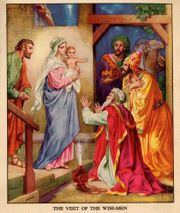 THE VISIT OF THE WISE-MEN